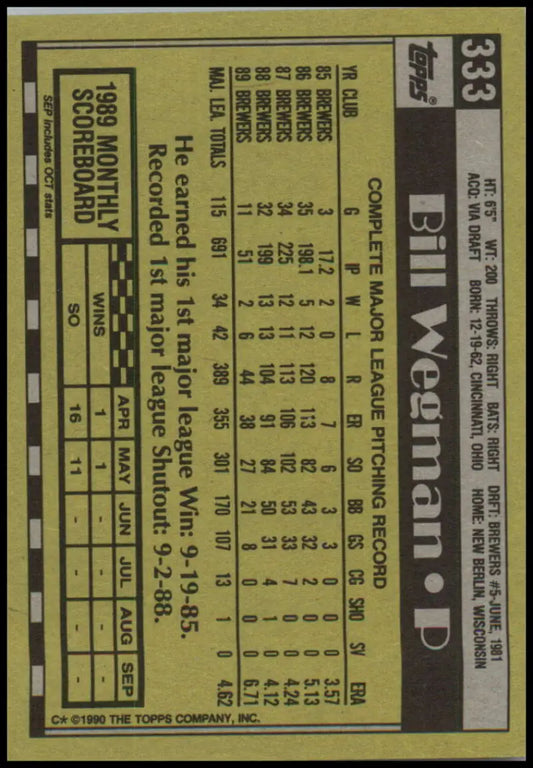 333
HT: 6'5" WT: 200 THROWS: RIGHT BATS: RIGHT DRFT: BREWERS #5-JUNE, 1981
ACQ: VIA DRAFT BORN: 12-19-62, CINCINNATI, OHIO HOME: NEW BERLIN, WISCONSIN
topps® Bill Wegman • P
COMPLETE MAJOR LEAGUE PITCHING RECORD
YR CLUB G IP W L R ER SO BB GS CG SHO SV ERA
85 BREWERS 3 17.2 2 0 8 7 6 3 3 0 0 0 3.57
86 BREWERS 35 198.1 5 12 120 113 82 43 32 2 0 0 5.13
87 BREWERS 34 225 12 11 113 106 102 53 33 7 0 0 4.24
88 BREWERS 32 199 13 13 104 91 84 50 31 4 1 0 4.12
89 BREWERS 11 51 2 6 44 38 27 21 8 0 0 0 6.71
MAJ. LEA. TOTALS 115 691 34 42 389 355 301 170 107 13 1 0 4.62
He earned his 1st major league Win: 9-19-85.
Recorded 1st major league Shutout: 9-2-88.
1989 MONTHLY
SCOREBOARD
SEP includes OCT stats
APR MAY JUN JUL AUG SEP
WINS 1 1 - - - -
SO 16 11 - - - -
C* ©1990 THE TOPPS COMPANY, INC.